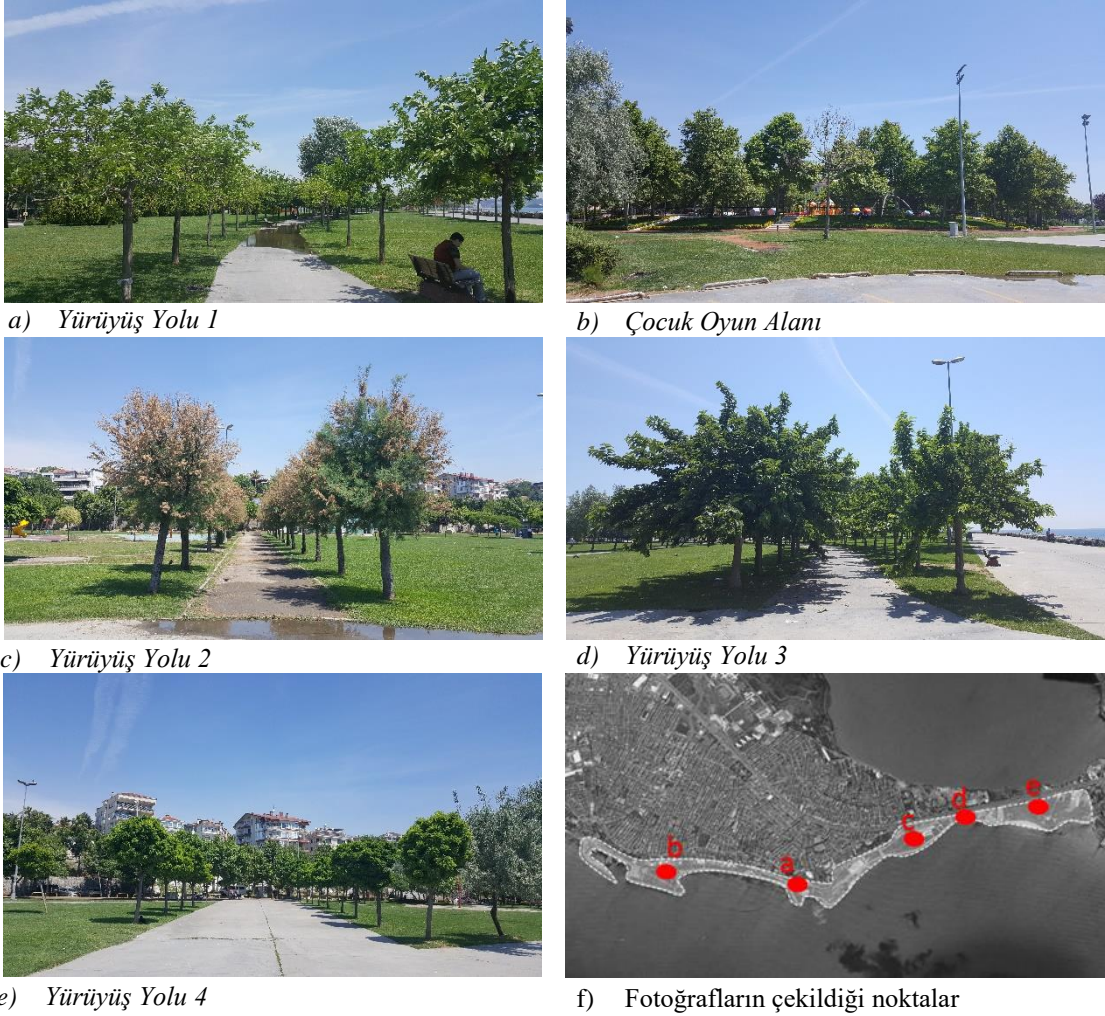 a) Yürüyüş Yolu 1
b) Çocuk Oyun Alanı
c) Yürüyüş Yolu 2
d) Yürüyüş Yolu 3
e) Yürüyüş Yolu 4
b
a
c
d
e
f) Fotoğrafların çekildiği noktalar